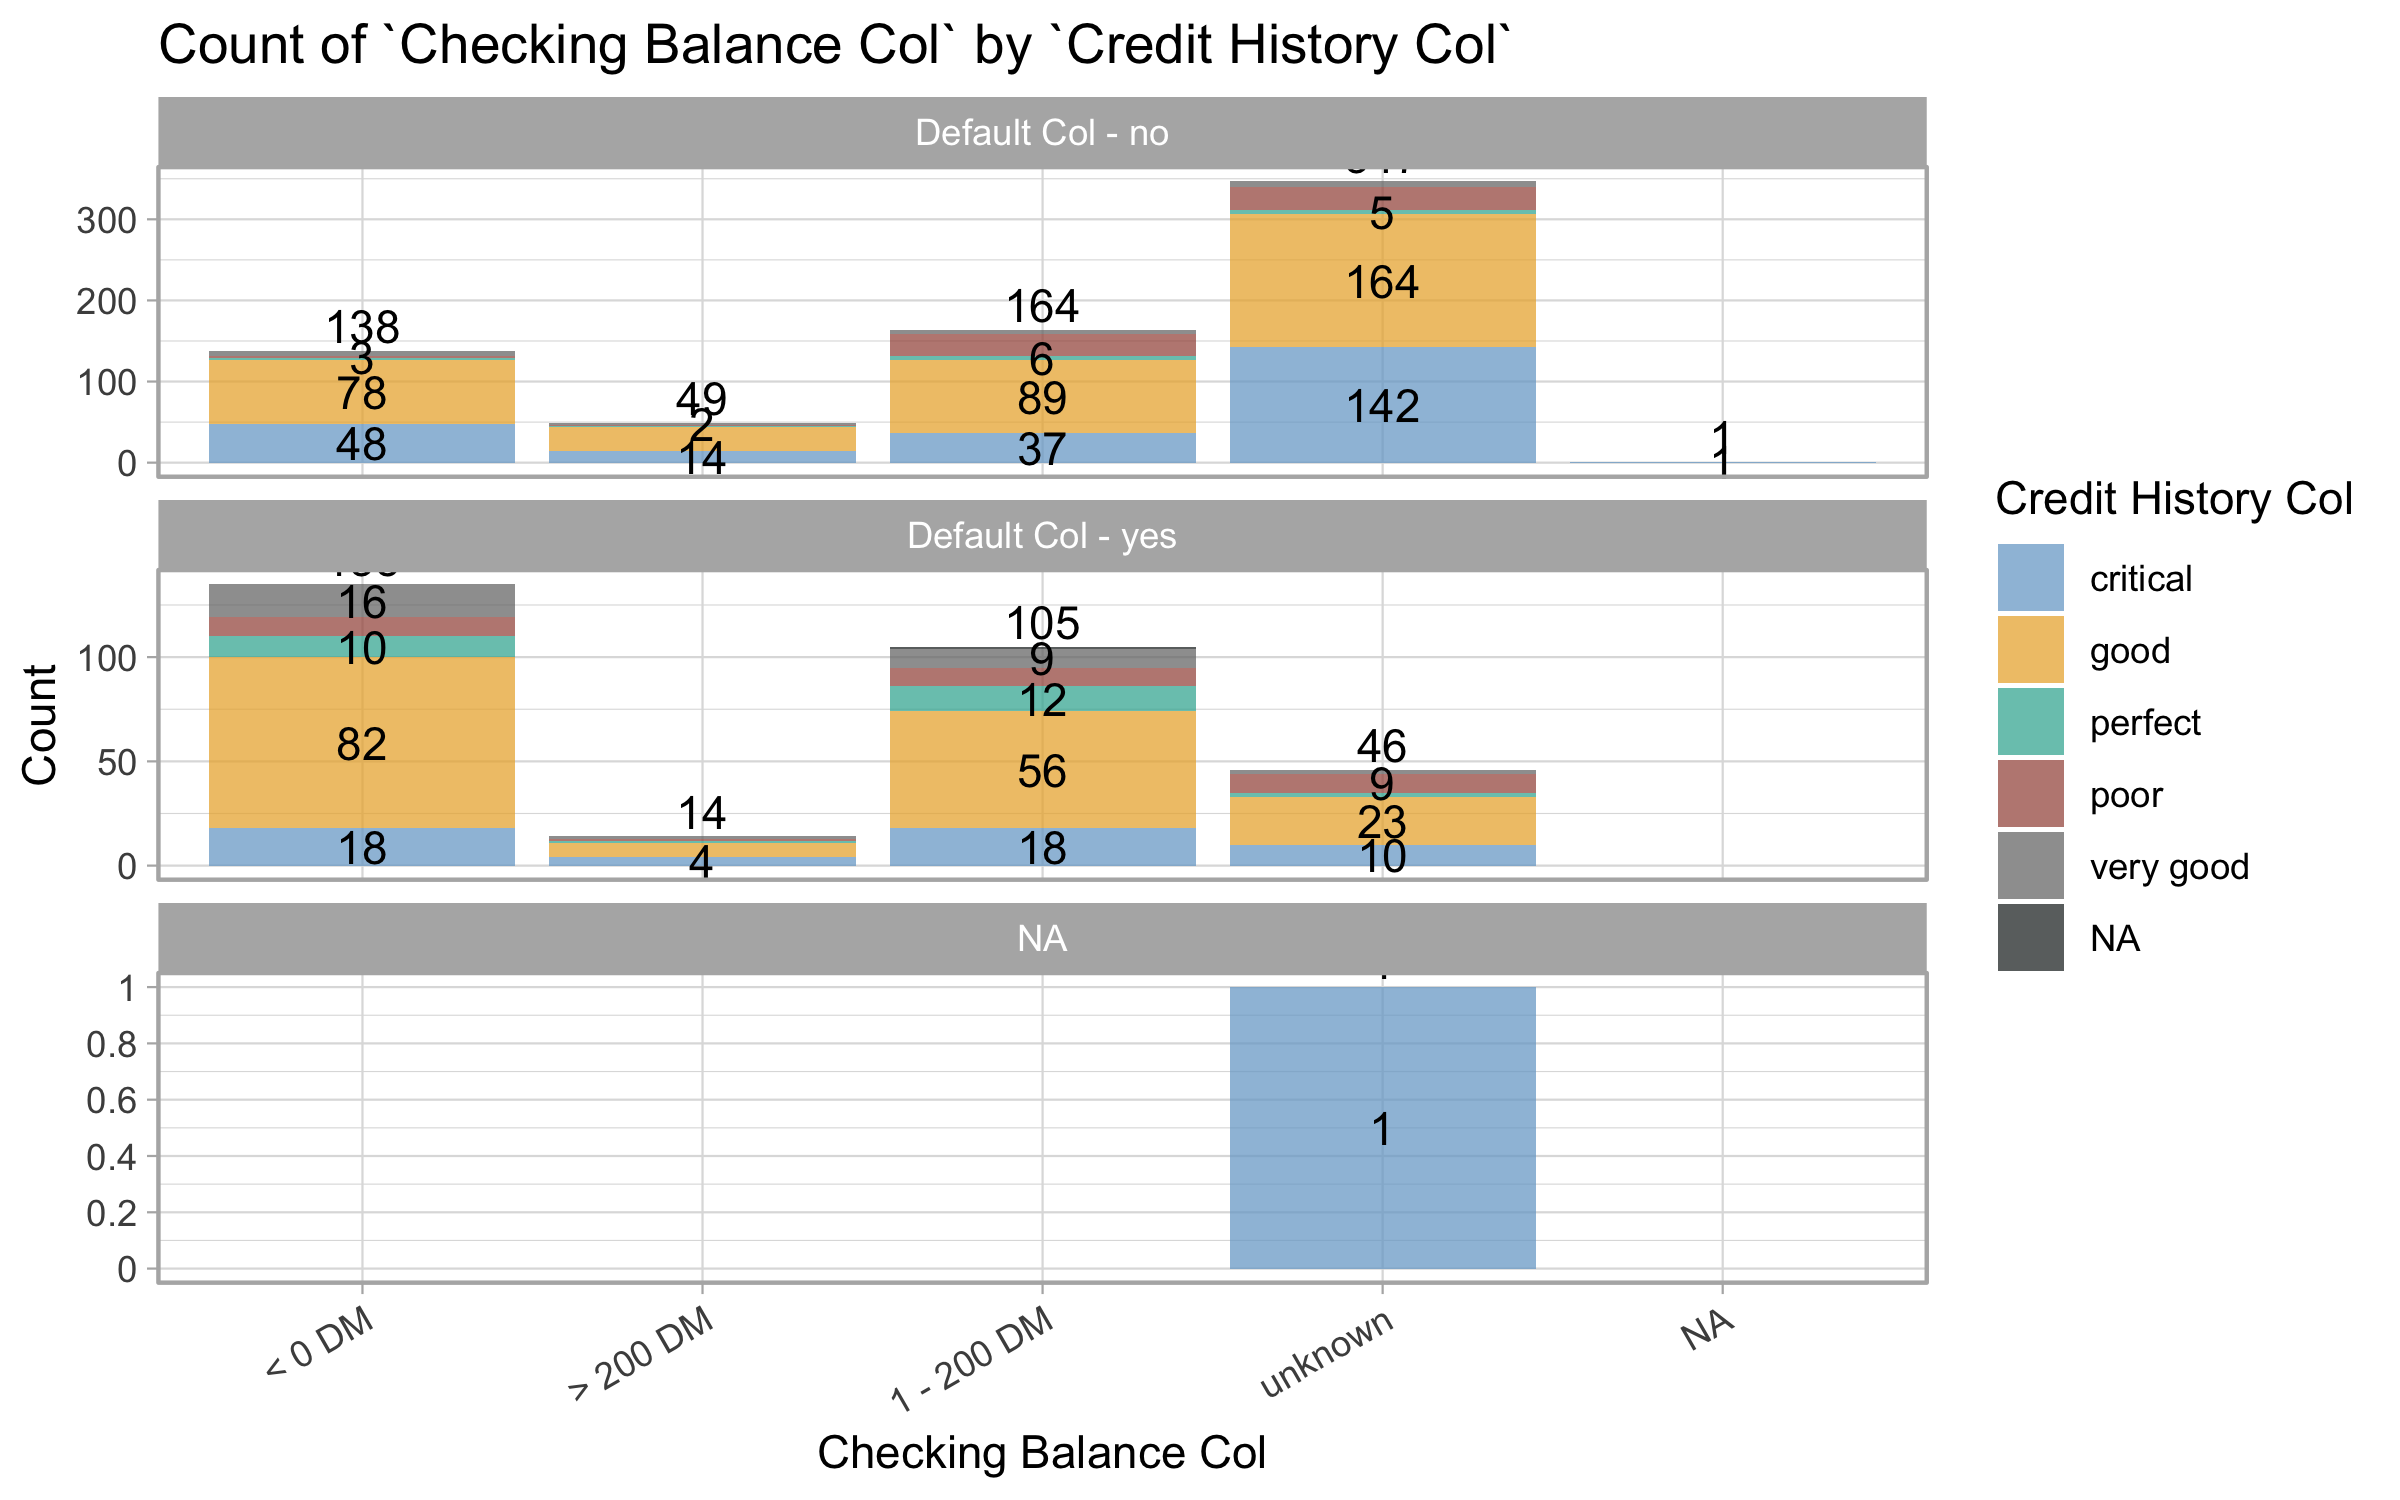 Count of `Checking Balance Col` by `Credit History Col`
Default Col - no
300
200
100
0
138
3
78
48
49
2
14
164
6
89
37
5
164
142
1
1
Default Col - yes
Count
100
50
0
16
10
82
18
14
4
105
9
12
56
18
46
9
23
10
NA
1
0.8
0.6
0.4
0.2
0
1
< 0 DM
> 200 DM
1 - 200 DM
unknown
NA
Checking Balance Col
Credit History Col
critical
good
perfect
poor
very good
NA